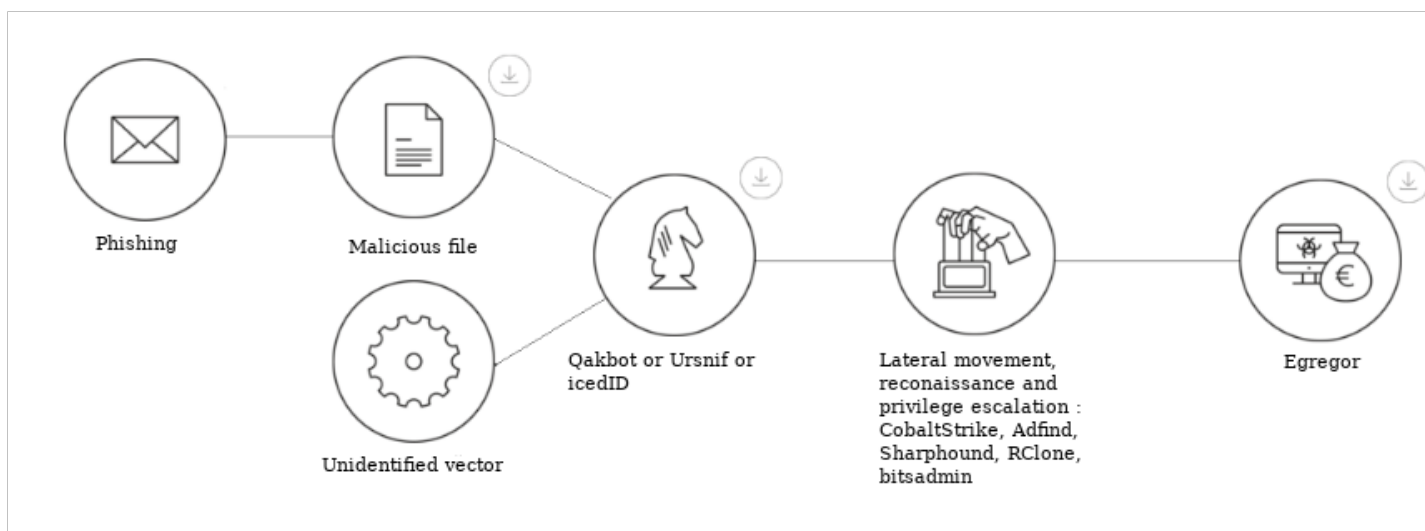 Phishing
Malicious file
Unidentified vector
Qakbot or Ursnif or
icedID
Lateral movement,
reconaissance and
privilege escalation :
CobaltStrike, Adfind,
Sharphound, RClone,
bitsadmin
€
Egregor